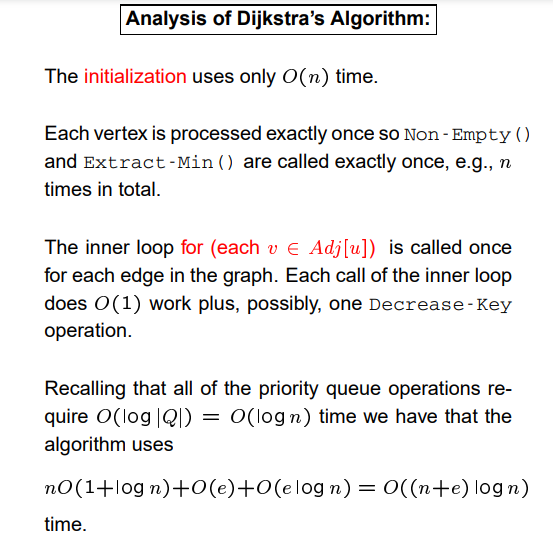 Analysis of Dijkstra's Algorithm:
The initialization uses only O(n) time.
Each vertex is processed exactly once so Non-Empty()
and Extract-Min() are called exactly once, e.g., n
times in total.
The inner loop for (each v ∈ Adj[u]) is called once
for each edge in the graph. Each call of the inner loop
does O(1) work plus, possibly, one Decrease-Key
operation.
Recalling that all of the priority queue operations re-
quire O(log |Q|) = O(log n) time we have that the
algorithm uses
nO(1+log n)+O(e)+O(e log n) = O((n+e) log n)
time.